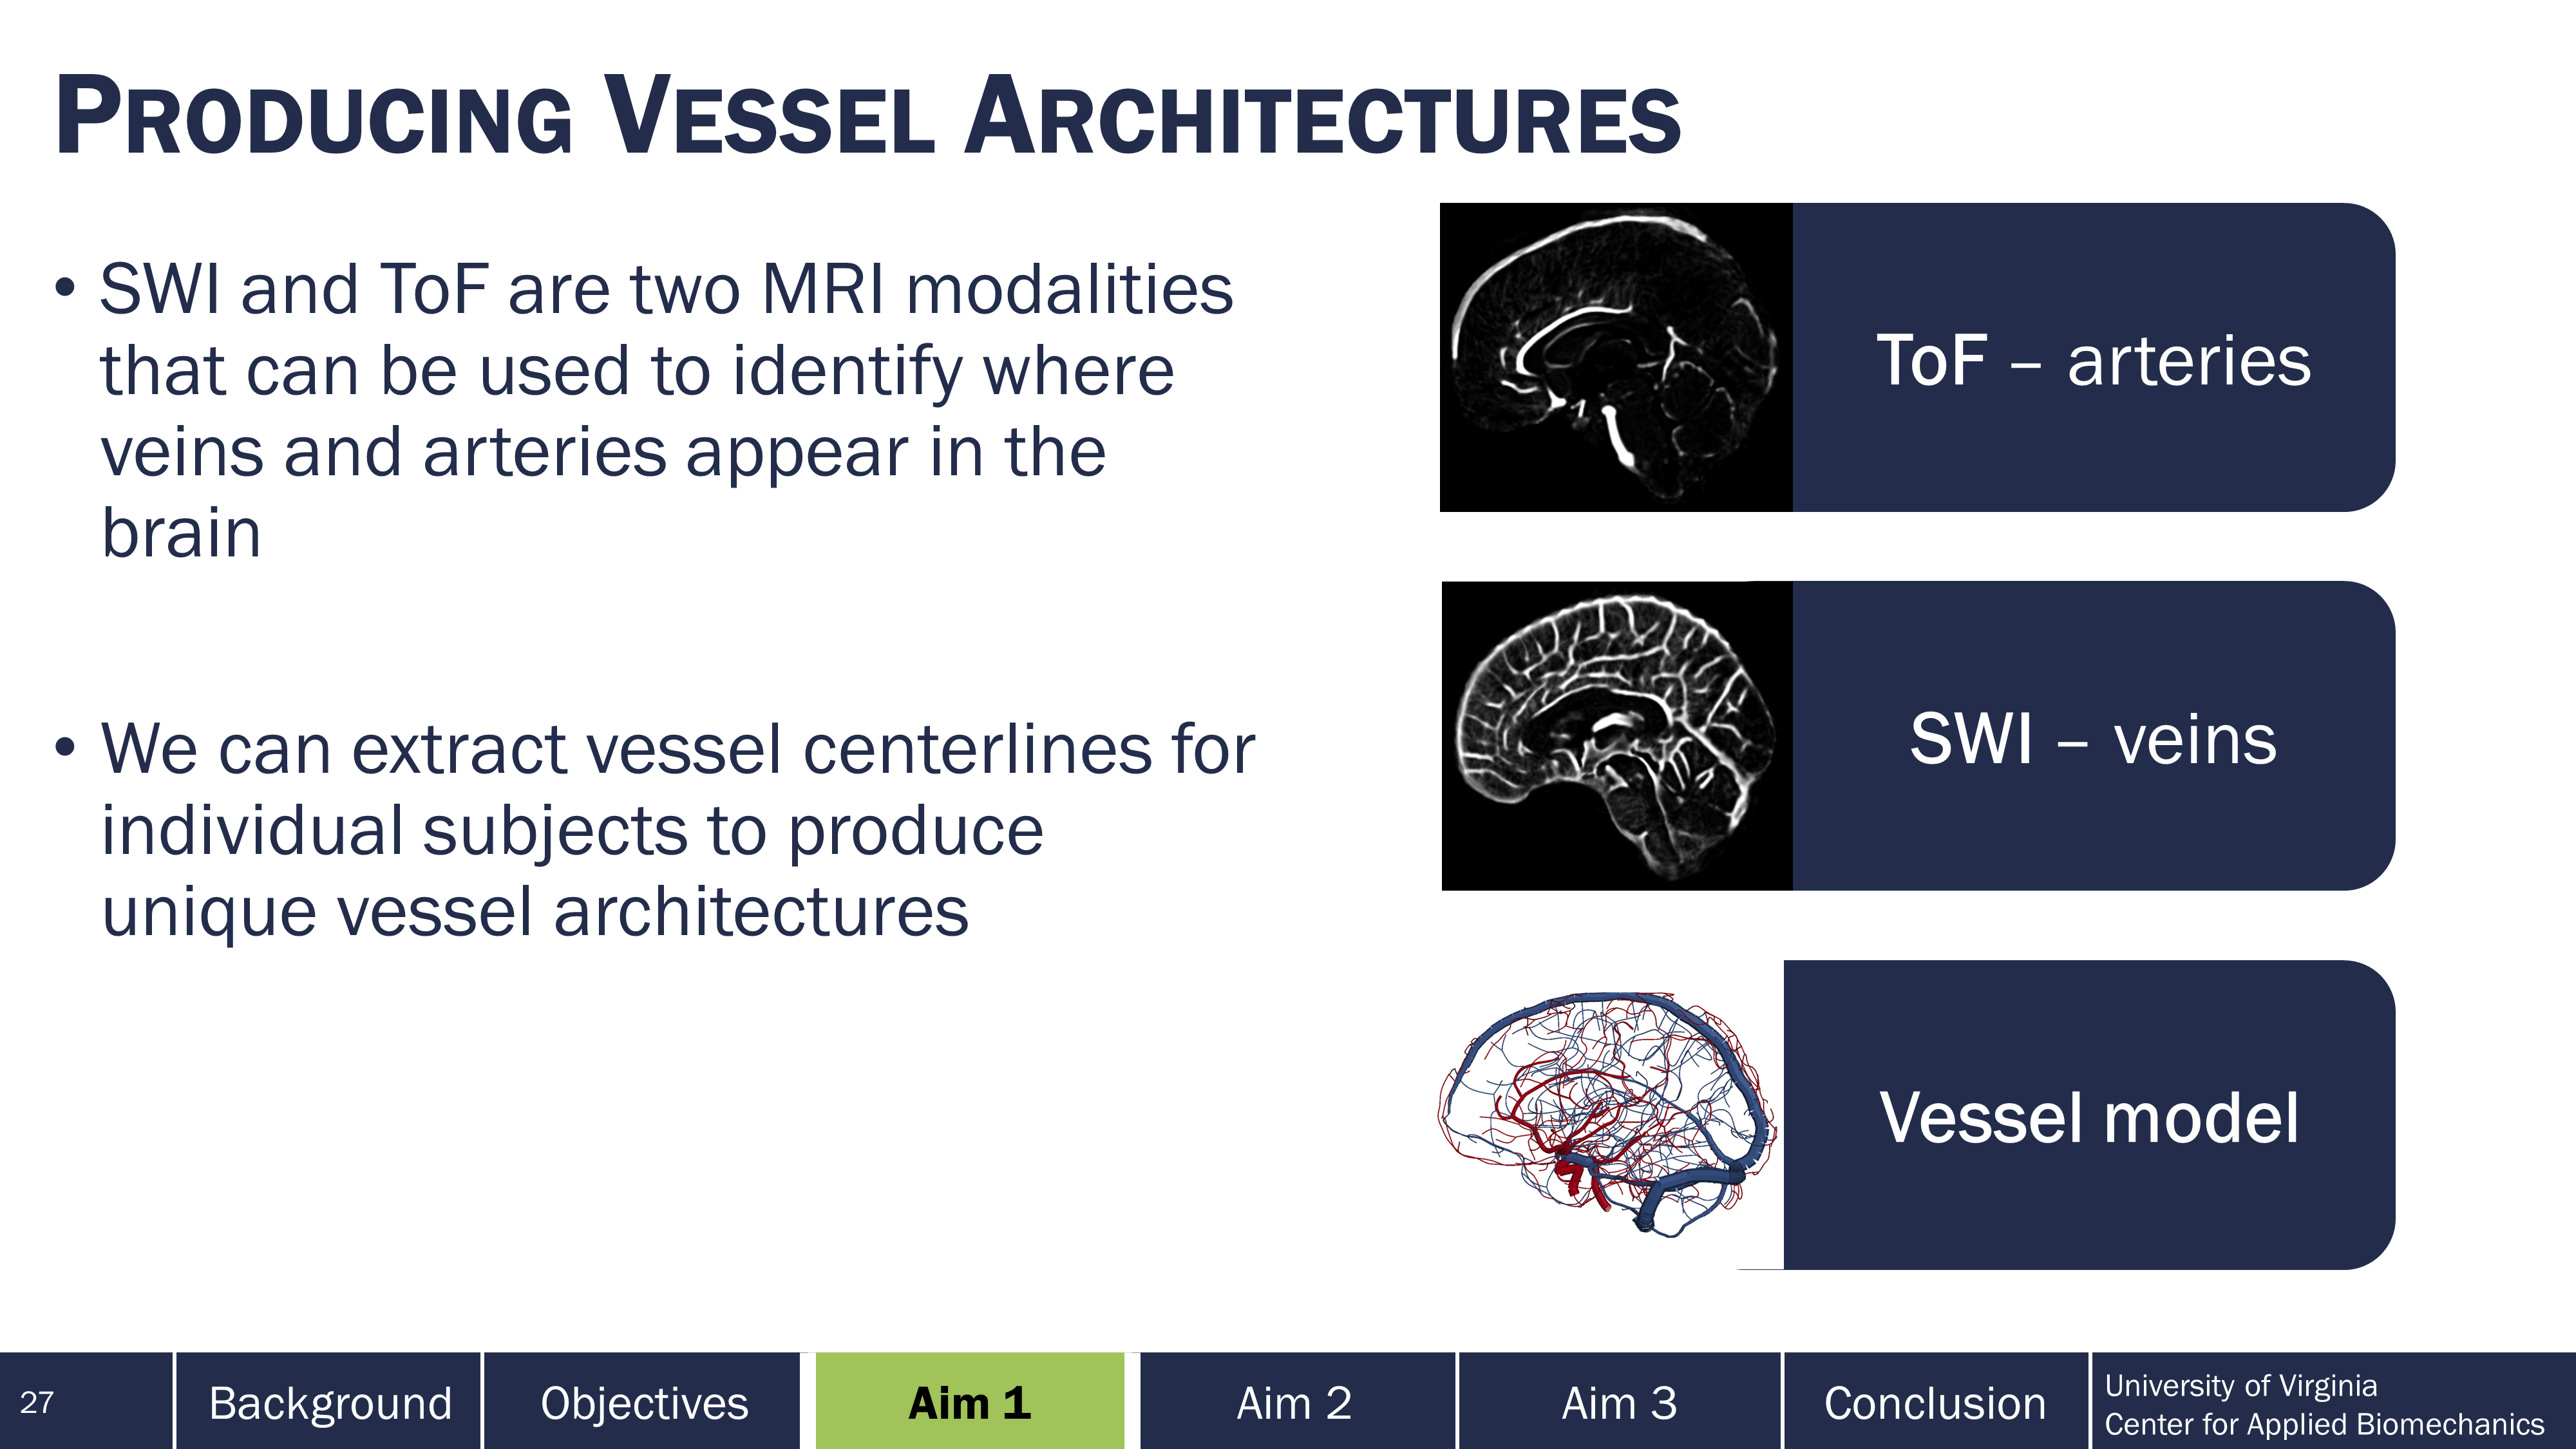 PRODUCING VESSEL ARCHITECTURES
• SWI and ToF are two MRI modalities
that can be used to identify where
veins and arteries appear in the
brain
• We can extract vessel centerlines for
individual subjects to produce
unique vessel architectures
ToF – arteries
SWI – veins
Vessel model
27
Background
Objectives
Aim 1
Aim 2
Aim 3
Conclusion
University of Virginia
Center for Applied Biomechanics